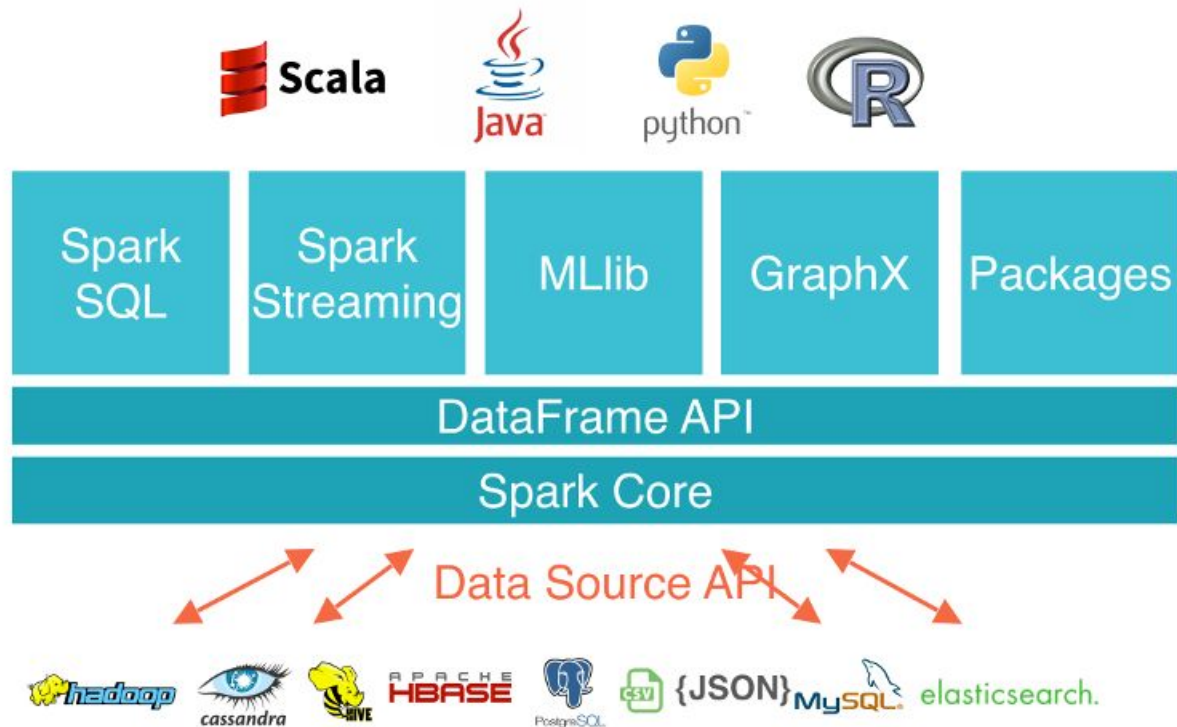 Scala
Java
python™
R
Spark
SQL
Spark
Streaming
MLlib
GraphX
Packages
DataFrame API
Spark Core
Data Source API
hadoop
cassandra
HIVE
APACHE
HBASE
PostgreSQL
CSV
{JSON}
MySQL®
elasticsearch.